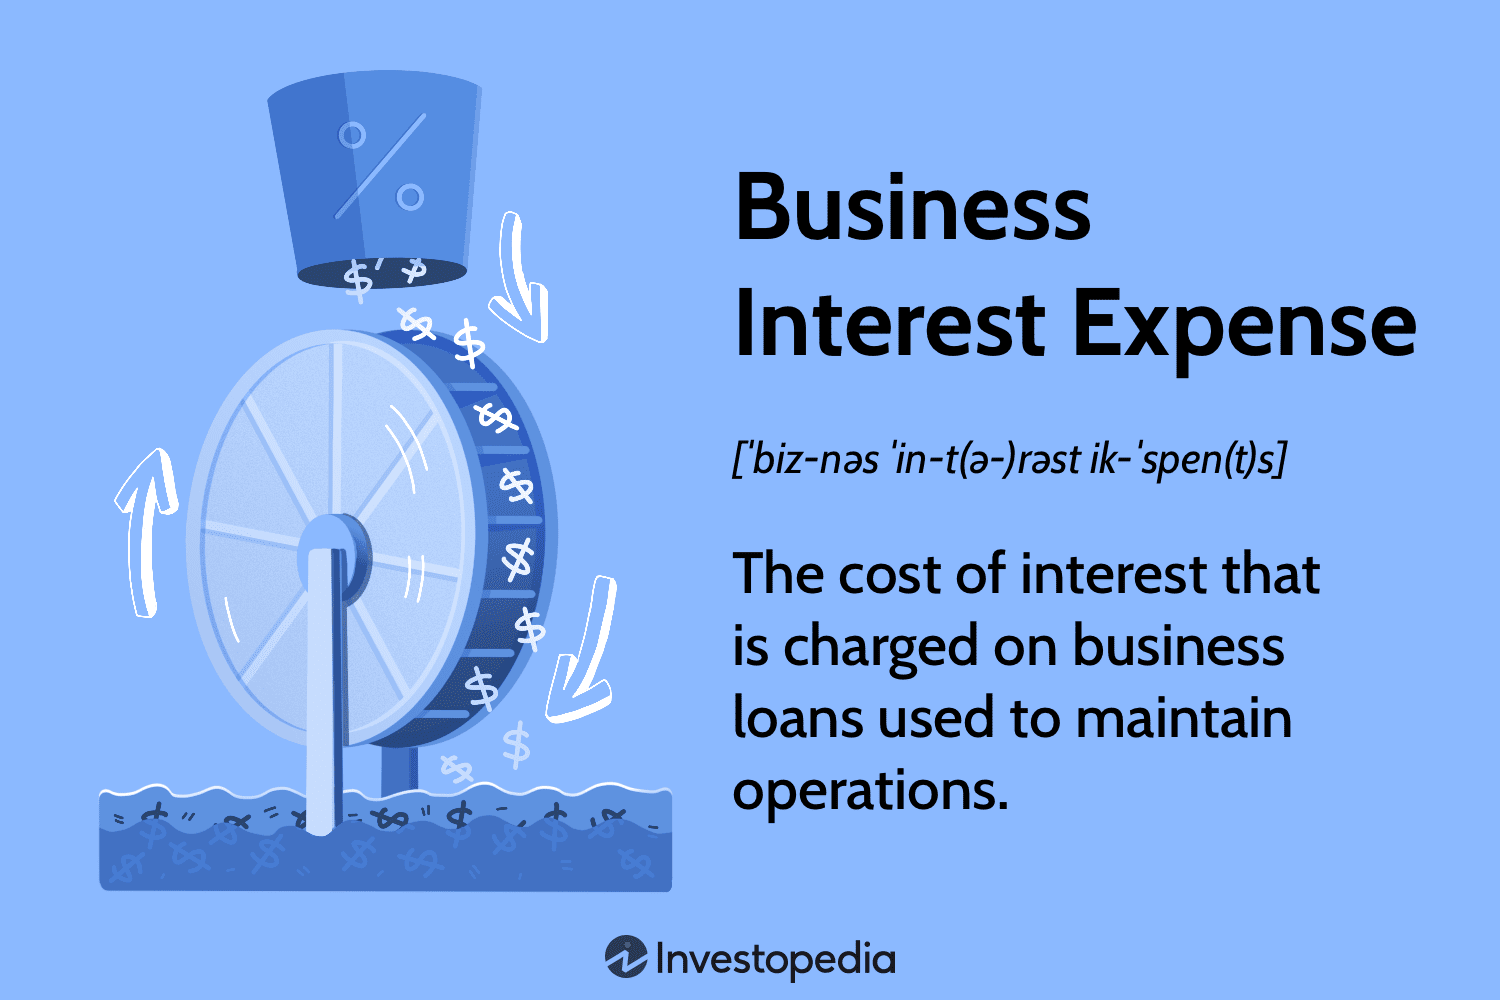 Business
Interest Expense
[ˈbiz-nəs ˈin-t(ə-)rəst ik-ˈspen(t)s]
The cost of interest that
is charged on business
loans used to maintain
operations.
Investopedia